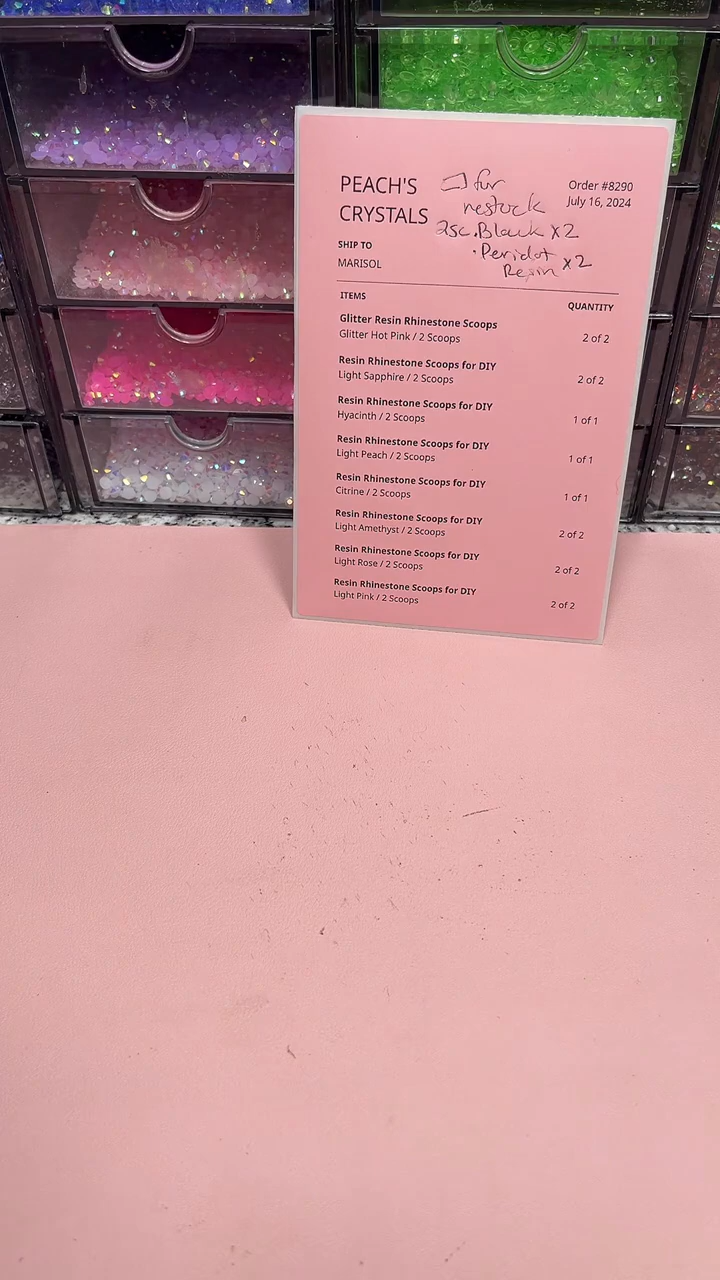 PEACH'S
CRYSTALS
for
restock
2sc. Black x2
· Peridot x2
Resin
Order #8290
July 16, 2024
SHIP TO
MARISOL
ITEMS QUANTITY
Glitter Resin Rhinestone Scoops
Glitter Hot Pink / 2 Scoops 2 of 2
Resin Rhinestone Scoops for DIY
Light Sapphire / 2 Scoops 2 of 2
Resin Rhinestone Scoops for DIY
Hyacinth / 2 Scoops 1 of 1
Resin Rhinestone Scoops for DIY
Light Peach / 2 Scoops 1 of 1
Resin Rhinestone Scoops for DIY
Citrine / 2 Scoops 1 of 1
Resin Rhinestone Scoops for DIY
Light Amethyst / 2 Scoops 2 of 2
Resin Rhinestone Scoops for DIY
Light Rose / 2 Scoops 2 of 2
Resin Rhinestone Scoops for DIY
Light Pink / 2 Scoops 2 of 2